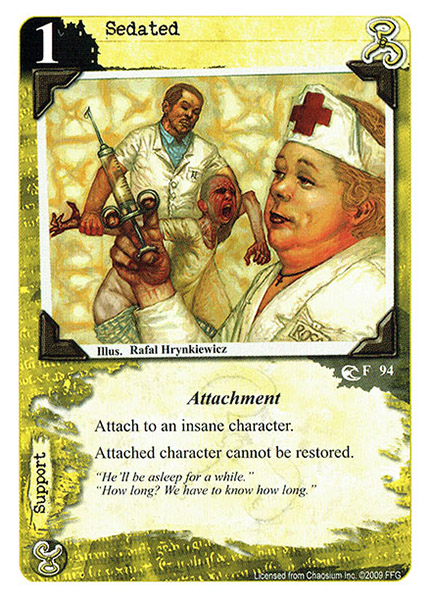 1
Sedated
ROSE
Illus. Rafal Hrynkiewicz
F 94
Attachment
Attach to an insane character.
Attached character cannot be restored.
"He'll be asleep for a while."
"How long? We have to know how long."
Support
Licensed from Chaosium Inc. ©2009 FFG